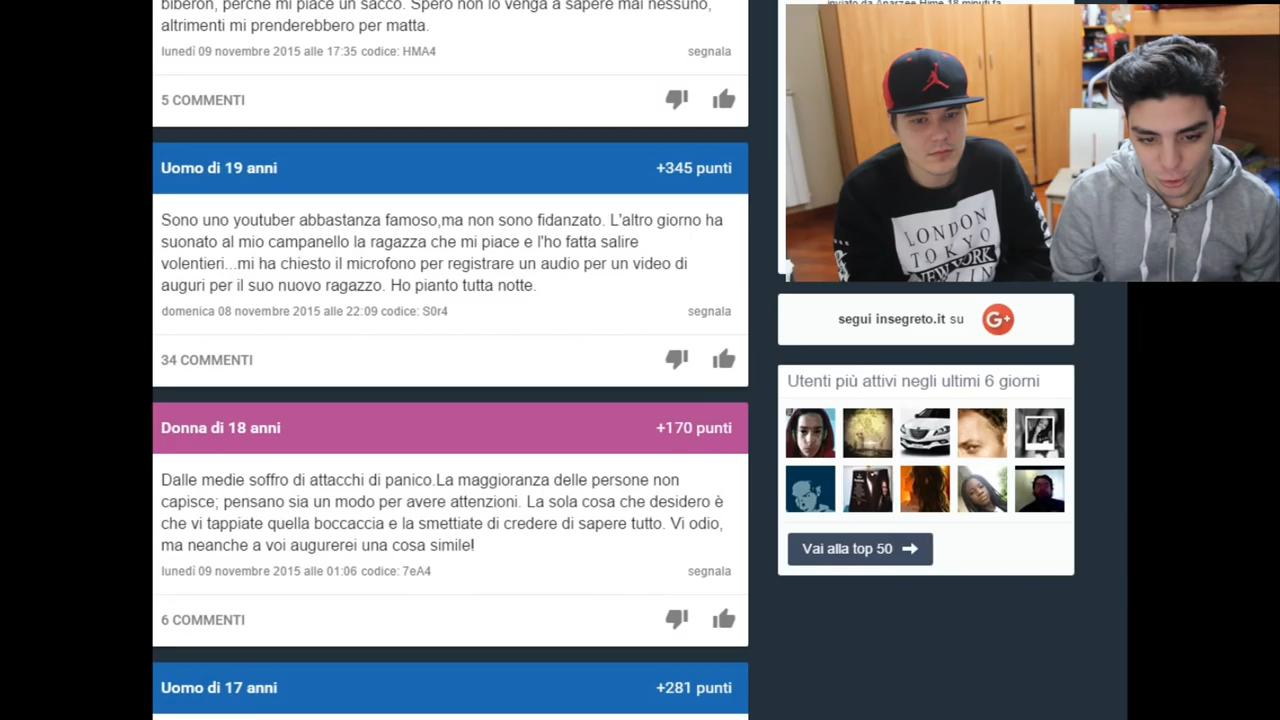 biberon, perché mi piace un sacco. Spero non lo venga a sapere mai nessuno,
altrimenti mi prenderebbero per matta.
lunedì 09 novembre 2015 alle 17:35 codice: HMA4 segnala
5 COMMENTI
Uomo di 19 anni +345 punti
Sono uno youtuber abbastanza famoso,ma non sono fidanzato. L'altro giorno ha
suonato al mio campanello la ragazza che mi piace e l'ho fatta salire
volentieri...mi ha chiesto il microfono per registrare un audio per un video di
auguri per il suo nuovo ragazzo. Ho pianto tutta notte.
domenica 08 novembre 2015 alle 22:09 codice: S0r4 segnala
34 COMMENTI
Donna di 18 anni +170 punti
Dalle medie soffro di attacchi di panico.La maggioranza delle persone non
capisce; pensano sia un modo per avere attenzioni. La sola cosa che desidero è
che vi tappiate quella boccaccia e la smettiate di credere di sapere tutto. Vi odio,
ma neanche a voi augurerei una cosa simile!
lunedì 09 novembre 2015 alle 01:06 codice: 7eA4 segnala
6 COMMENTI
Uomo di 17 anni +281 punti
inviato da Anarzee Hime 18 minuti fa
LONDON
TOKYO
NEW YORK
segui insegreto.it su G+
Utenti più attivi negli ultimi 6 giorni
Vai alla top 50